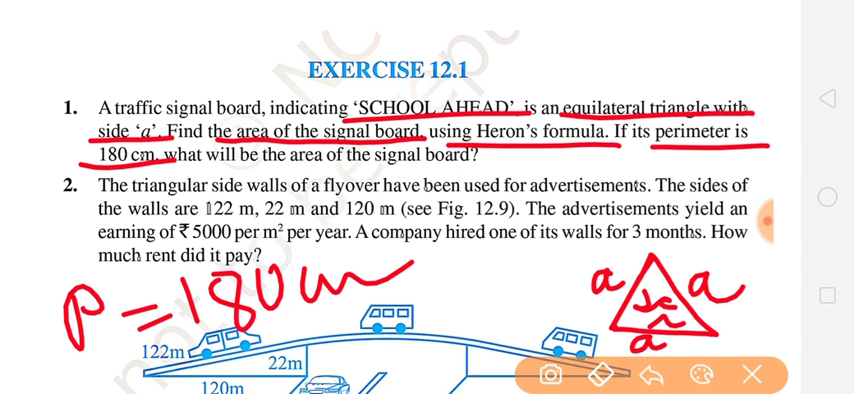 EXERCISE 12.1
1. A traffic signal board, indicating ‘SCHOOL AHEAD’, is an equilateral triangle with
side ‘a’. Find the area of the signal board, using Heron’s formula. If its perimeter is
180 cm, what will be the area of the signal board?
2. The triangular side walls of a flyover have been used for advertisements. The sides of
the walls are 122 m, 22 m and 120 m (see Fig. 12.9). The advertisements yield an
earning of ₹ 5000 per m² per year. A company hired one of its walls for 3 months. How
much rent did it pay?
P = 180 cm
a a
a
122m
22m
120m
not to be